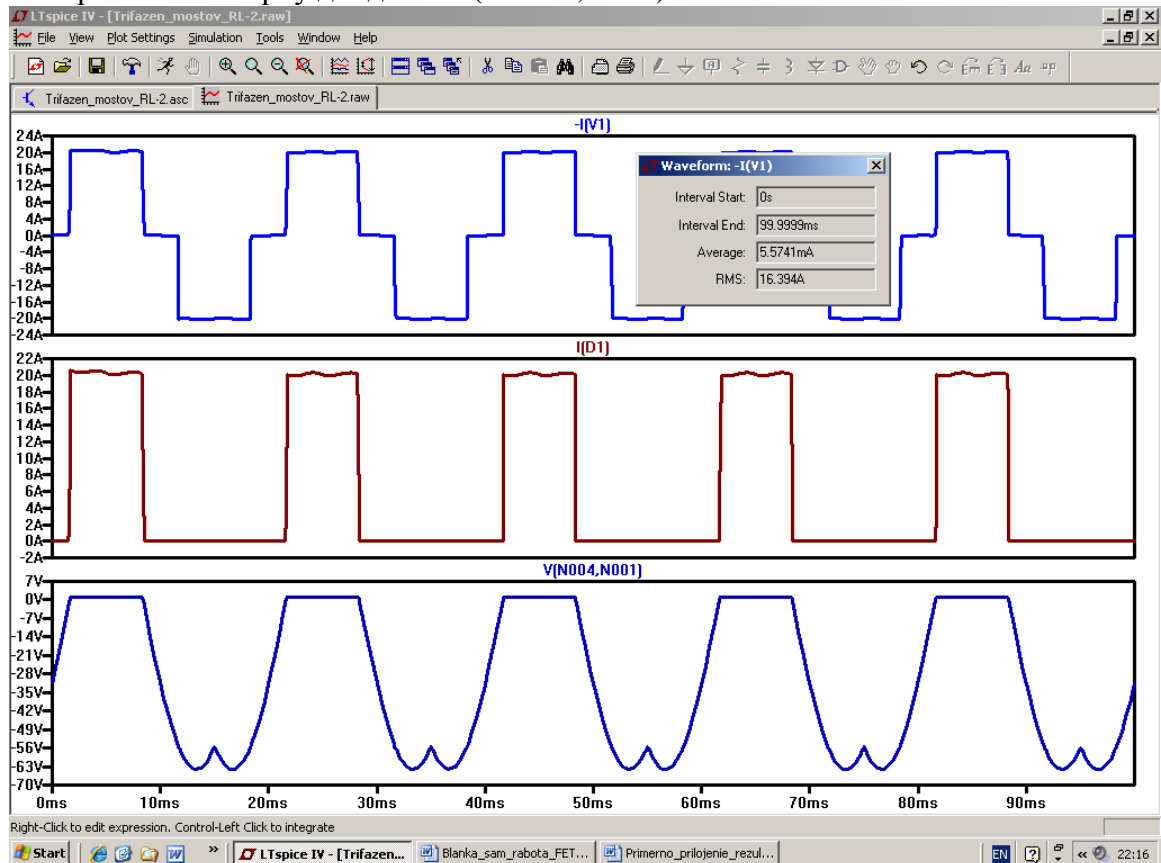 LTspice IV - [Trifazen_mostov_RL-2.raw]
File View Plot Settings Simulation Tools Window Help
Trifazen_mostov_RL-2.asc Trifazen_mostov_RL-2.raw
-I(V1)
24A
20A
16A
12A
8A
4A
0A
-4A
-8A
-12A
-16A
-20A
-24A
Waveform: -I(V1)
Interval Start: 0s
Interval End: 99.9999ms
Average: 5.5741mA
RMS: 16.394A
I(D1)
22A
20A
18A
16A
14A
12A
10A
8A
6A
4A
2A
0A
-2A
V(N004,N001)
7V
0V
-7V
-14V
-21V
-28V
-35V
-42V
-49V
-56V
-63V
-70V
0ms 10ms 20ms 30ms 40ms 50ms 60ms 70ms 80ms 90ms
Right-Click to edit expression. Control-Left Click to integrate
Start » LTspice IV - [Trifazen... Blanka_sam_rabota_FET... Primerno_prilojenie_rezul... EN « 22:16